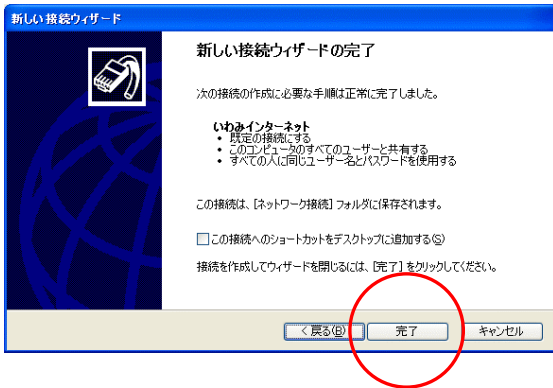 新しい接続ウィザード
新しい接続ウィザードの完了
次の接続の作成に必要な手順は正常に完了しました。
いわみインターネット
• 既定の接続にする
• このコンピュータのすべてのユーザーと共有する
• すべての人に同じユーザー名とパスワードを使用する
この接続は、[ネットワーク接続] フォルダに保存されます。
この接続へのショートカットをデスクトップに追加する(S)
接続を作成してウィザードを閉じるには、[完了] をクリックしてください。
< 戻る(B) 完了 キャンセル